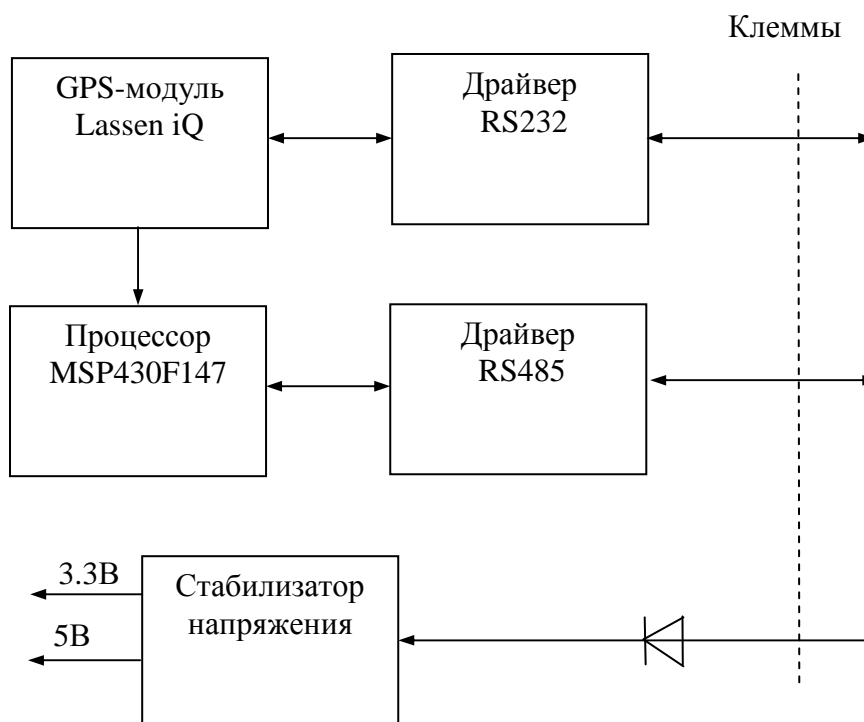 Клеммы
GPS-модуль
Lassen iQ
Драйвер
RS232
Процессор
MSP430F147
Драйвер
RS485
3.3В
5В
Стабилизатор
напряжения